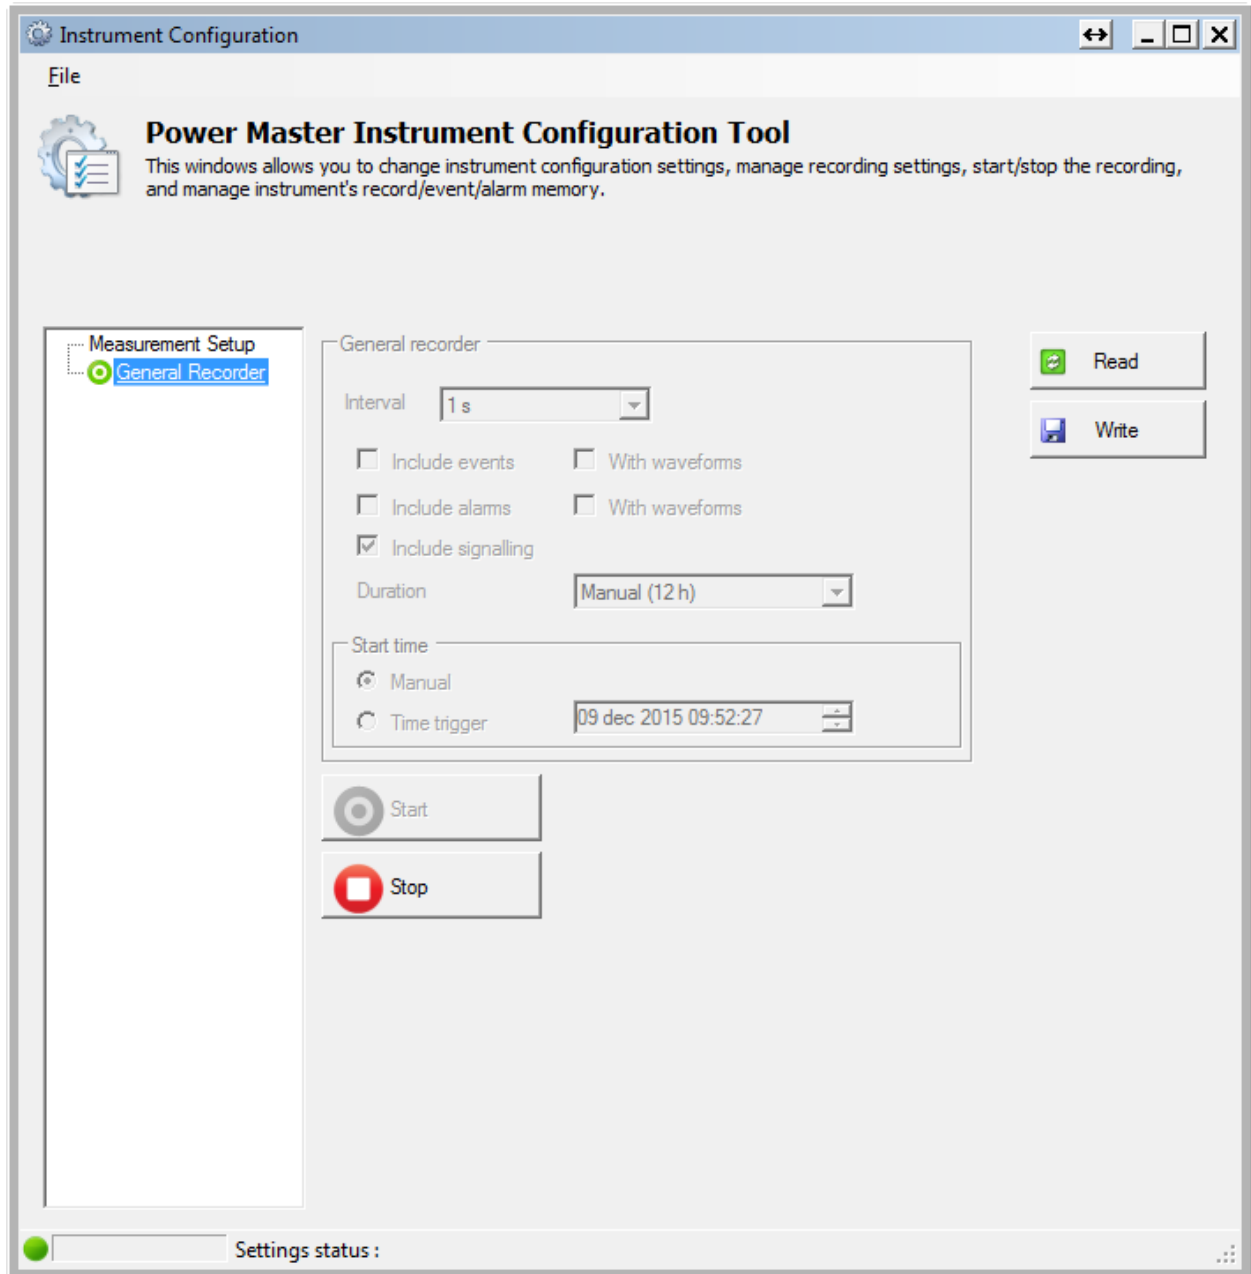 Instrument Configuration
File
Power Master Instrument Configuration Tool
This windows allows you to change instrument configuration settings, manage recording settings, start/stop the recording,
and manage instrument's record/event/alarm memory.
Measurement Setup
General Recorder
General recorder
Interval 1 s
Include events With waveforms
Include alarms With waveforms
Include signalling
Duration Manual (12 h)
Start time
Manual
Time trigger 09 dec 2015 09:52:27
Start
Stop
Read
Write
Settings status :